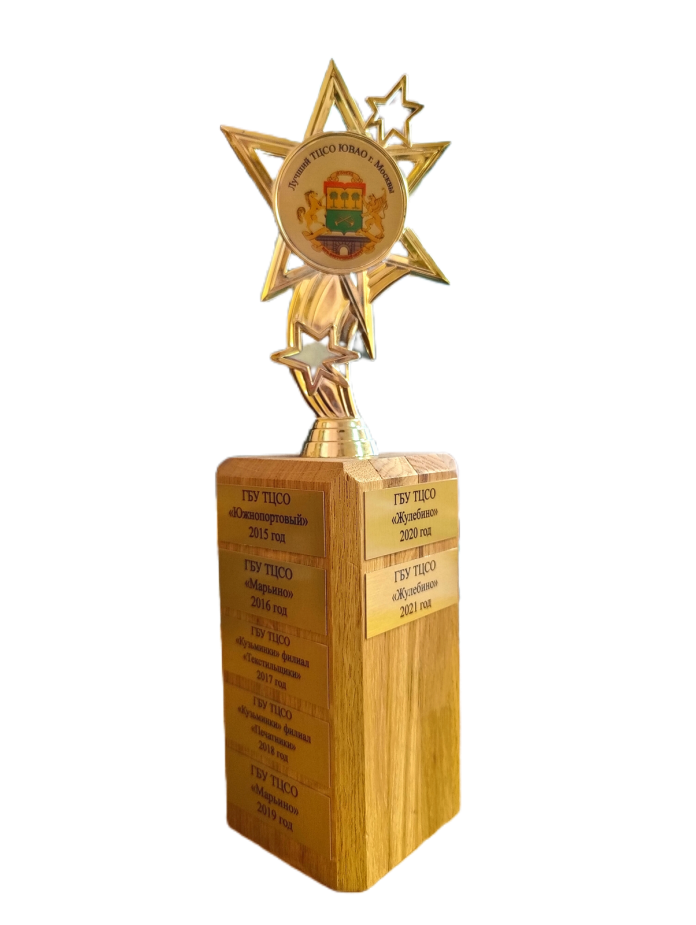 Лучший ТЦСО ЮВАО г. Москвы
ГБУ ТЦСО
«Южнопортовый»
2015 год
ГБУ ТЦСО
«Марьино»
2016 год
ГБУ ТЦСО
«Кузьминки» филиал
«Текстильщики»
2017 год
ГБУ ТЦСО
«Кузьминки» филиал
«Печатники»
2018 год
ГБУ ТЦСО
«Марьино»
2019 год
ГБУ ТЦСО
«Жулебино»
2020 год
ГБУ ТЦСО
«Жулебино»
2021 год